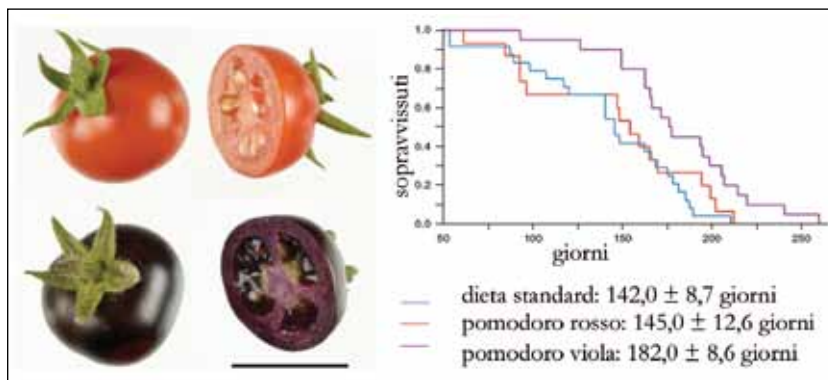 1.0
0.8
0.6
0.4
0.2
0.0
sopravvissuti
50
100
150
200
250
giorni
dieta standard: 142,0 ± 8,7 giorni
pomodoro rosso: 145,0 ± 12,6 giorni
pomodoro viola: 182,0 ± 8,6 giorni